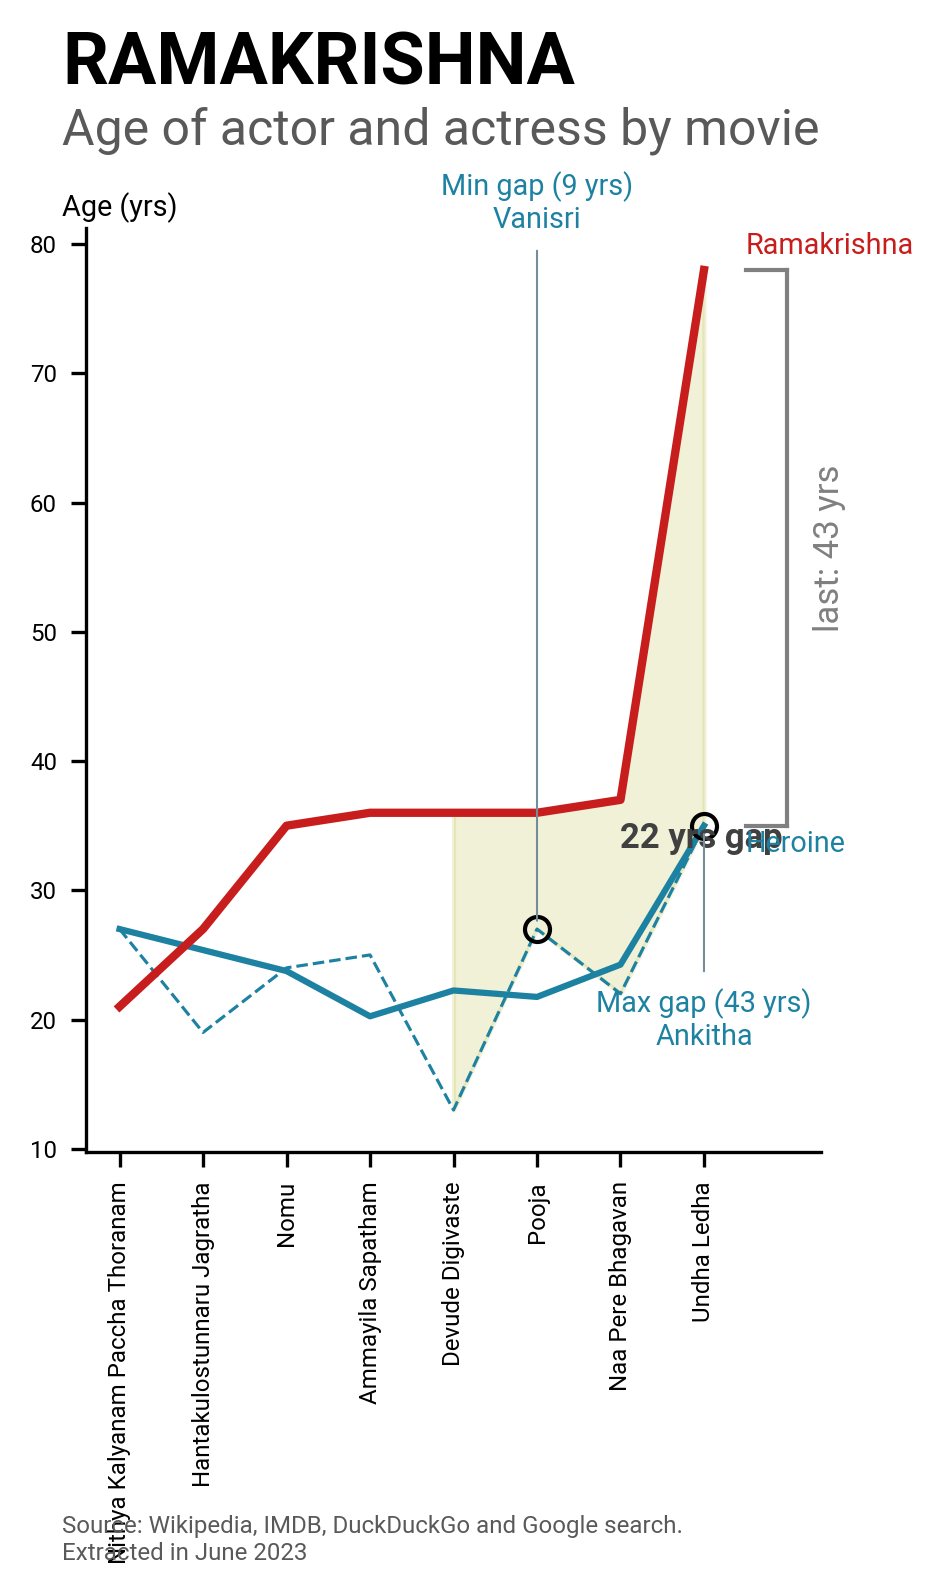 RAMAKRISHNA
Age of actor and actress by movie
Min gap (9 yrs)
Vanisri
Age (yrs)
80
70
60
50
40
30
20
10
Ramakrishna
last: 43 yrs
22 yrs gap
Heroine
Max gap (43 yrs)
Ankitha
Nithya Kalyanam Paccha Thoranam
Hantakulostunnaru Jagratha
Nomu
Ammayila Sapatham
Devude Digivaste
Pooja
Naa Pere Bhagavan
Undha Ledha
Source: Wikipedia, IMDB, DuckDuckGo and Google search.
Extracted in June 2023